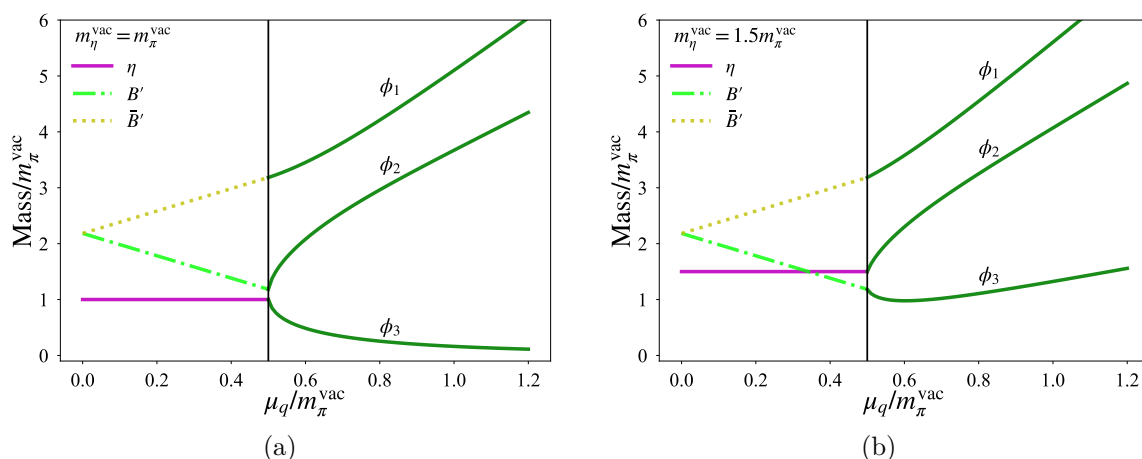 6
5
4
3
2
1
0
Mass/m_π^vac
m_η^vac = m_π^vac
η
B′
B̄′
ϕ₁
ϕ₂
ϕ₃
0.0 0.2 0.4 0.6 0.8 1.0 1.2
μ_q/m_π^vac
(a)
6
5
4
3
2
1
0
Mass/m_π^vac
m_η^vac = 1.5m_π^vac
η
B′
B̄′
ϕ₁
ϕ₂
ϕ₃
0.0 0.2 0.4 0.6 0.8 1.0 1.2
μ_q/m_π^vac
(b)